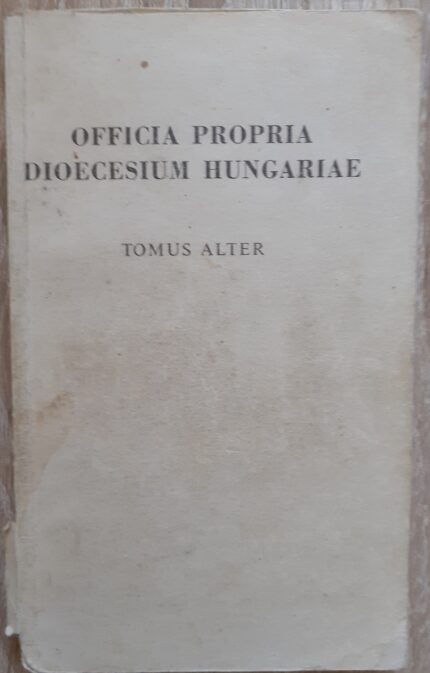 OFFICIA PROPRIA
DIOECESIUM HUNGARIAE
TOMUS ALTER